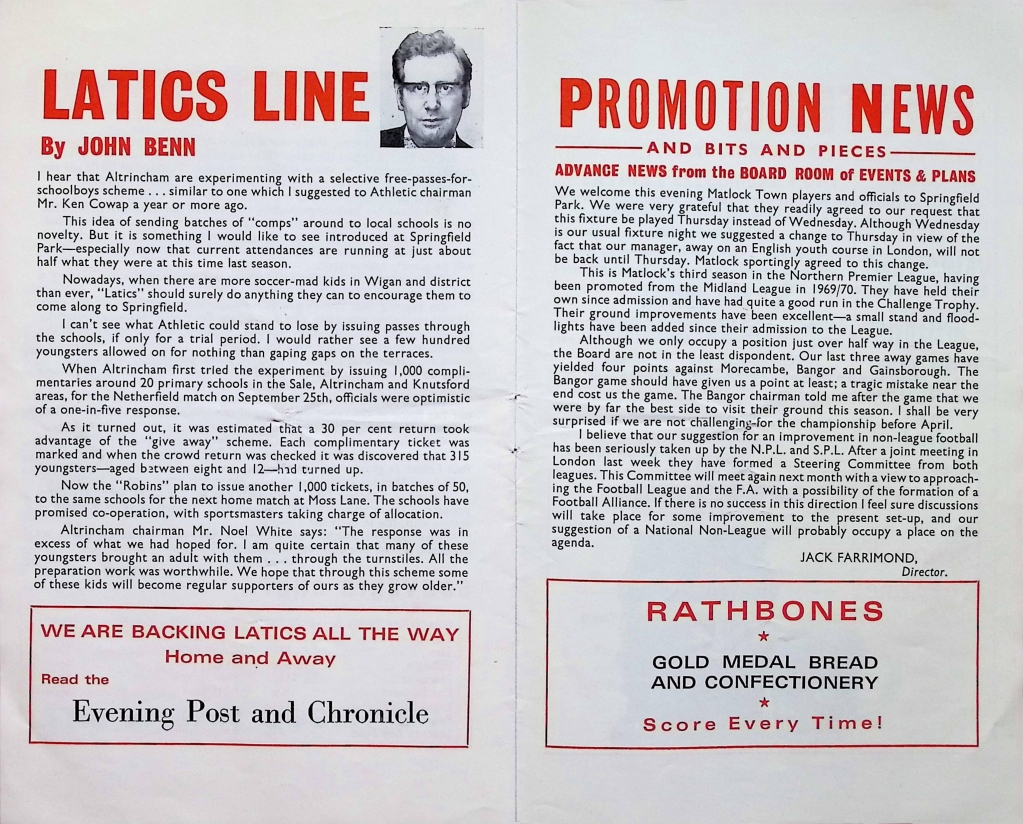 LATICS LINE
By JOHN BENN
I hear that Altrincham are experimenting with a selective free-passes-for-
schoolboys scheme . . . similar to one which I suggested to Athletic chairman
Mr. Ken Cowap a year or more ago.
This idea of sending batches of "comps" around to local schools is no
novelty. But it is something I would like to see introduced at Springfield
Park—especially now that current attendances are running at just about
half what they were at this time last season.
Nowadays, when there are more soccer-mad kids in Wigan and district
than ever, "Latics" should surely do anything they can to encourage them to
come along to Springfield.
I can't see what Athletic could stand to lose by issuing passes through
the schools, if only for a trial period. I would rather see a few hundred
youngsters allowed on for nothing than gaping gaps on the terraces.
When Altrincham first tried the experiment by issuing 1,000 compli-
mentaries around 20 primary schools in the Sale, Altrincham and Knutsford
areas, for the Netherfield match on September 25th, officials were optimistic
of a one-in-five response.
As it turned out, it was estimated that a 30 per cent return took
advantage of the "give away" scheme. Each complimentary ticket was
marked and when the crowd return was checked it was discovered that 315
youngsters—aged between eight and 12—had turned up.
Now the "Robins" plan to issue another 1,000 tickets, in batches of 50,
to the same schools for the next home match at Moss Lane. The schools have
promised co-operation, with sportsmasters taking charge of allocation.
Altrincham chairman Mr. Noel White says: "The response was in
excess of what we had hoped for. I am quite certain that many of these
youngsters brought an adult with them . . . through the turnstiles. All the
preparation work was worthwhile. We hope that through this scheme some
of these kids will become regular supporters of ours as they grow older."
WE ARE BACKING LATICS ALL THE WAY
Home and Away
Read the
Evening Post and Chronicle
PROMOTION NEWS
AND BITS AND PIECES
ADVANCE NEWS from the BOARD ROOM of EVENTS & PLANS
We welcome this evening Matlock Town players and officials to Springfield
Park. We were very grateful that they readily agreed to our request that
this fixture be played Thursday instead of Wednesday. Although Wednesday
is our usual fixture night we suggested a change to Thursday in view of the
fact that our manager, away on an English youth course in London, will not
be back until Thursday. Matlock sportingly agreed to this change.
This is Matlock's third season in the Northern Premier League, having
been promoted from the Midland League in 1969/70. They have held their
own since admission and have had quite a good run in the Challenge Trophy.
Their ground improvements have been excellent—a small stand and flood-
lights have been added since their admission to the League.
Although we only occupy a position just over half way in the League,
the Board are not in the least dispondent. Our last three away games have
yielded four points against Morecambe, Bangor and Gainsborough. The
Bangor game should have given us a point at least; a tragic mistake near the
end cost us the game. The Bangor chairman told me after the game that we
were by far the best side to visit their ground this season. I shall be very
surprised if we are not challenging for the championship before April.
I believe that our suggestion for an improvement in non-league football
has been seriously taken up by the N.P.L. and S.P.L. After a joint meeting in
London last week they have formed a Steering Committee from both
leagues. This Committee will meet again next month with a view to approach-
ing the Football League and the F.A. with a possibility of the formation of a
Football Alliance. If there is no success in this direction I feel sure discussions
will take place for some improvement to the present set-up, and our
suggestion of a National Non-League will probably occupy a place on the
agenda.
JACK FARRIMOND,
Director.
RATHBONES
GOLD MEDAL BREAD
AND CONFECTIONERY
Score Every Time!